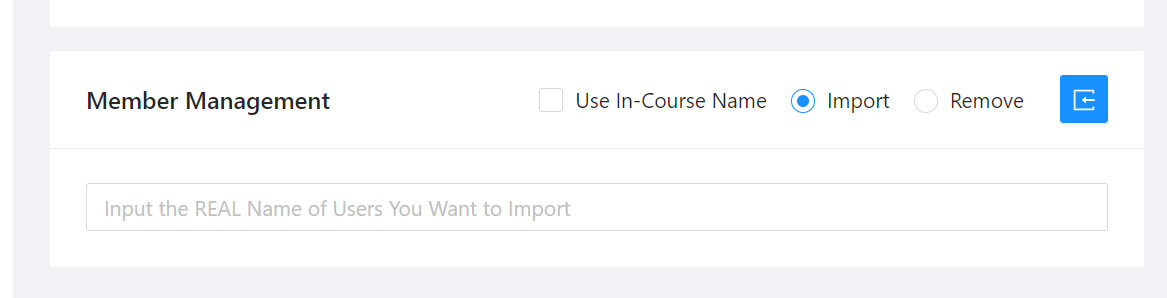 Member Management
Use In-Course Name
Import
Remove
Input the REAL Name of Users You Want to Import